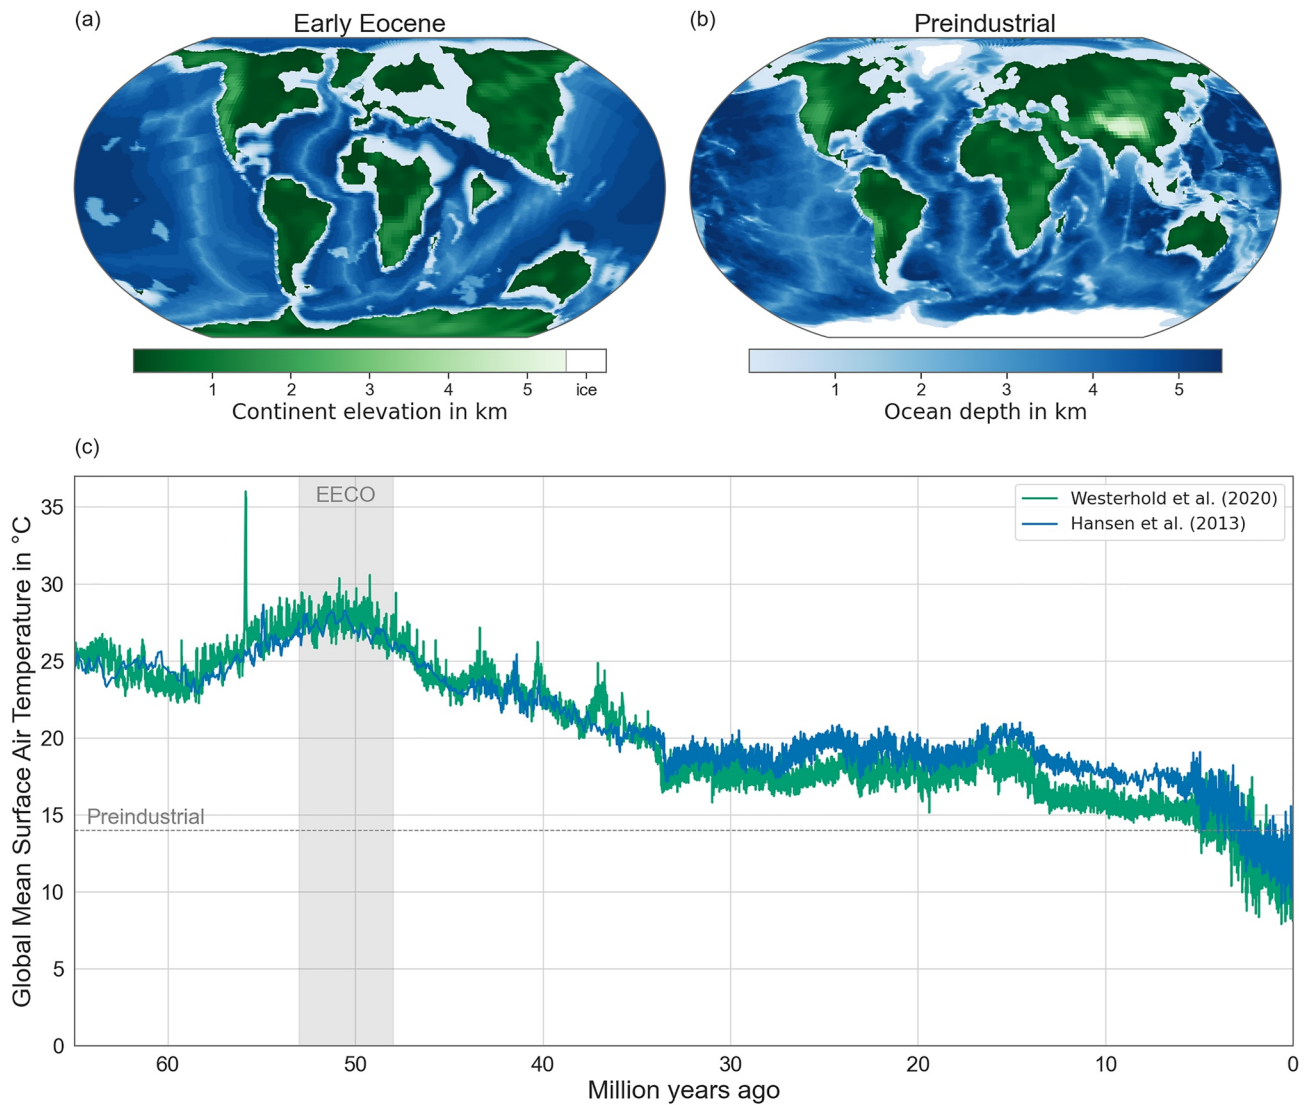 (a)
Early Eocene
(b)
Preindustrial
1 2 3 4 5 ice
Continent elevation in km
1 2 3 4 5
Ocean depth in km
(c)
Global Mean Surface Air Temperature in °C
35
30
25
20
15
10
5
0
EECO
Westerhold et al. (2020)
Hansen et al. (2013)
Preindustrial
60 50 40 30 20 10 0
Million years ago